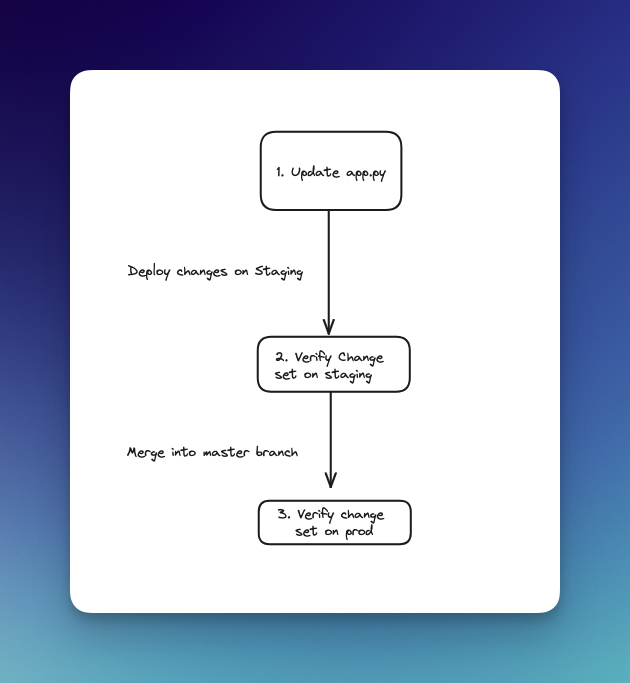 1. Update app.py
Deploy changes on Staging
2. Verify Change
set on staging
Merge into master branch
3. Verify change
set on prod